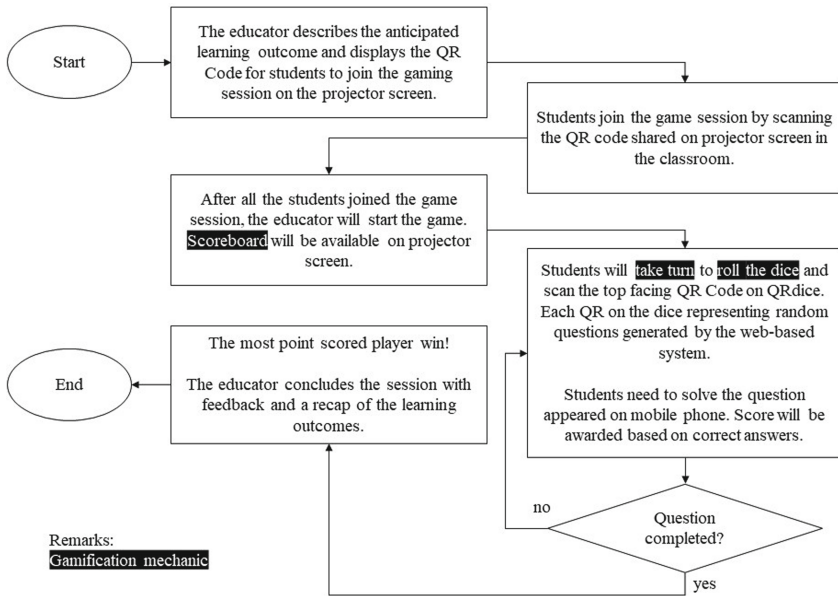 Start
The educator describes the anticipated
learning outcome and displays the QR
Code for students to join the gaming
session on the projector screen.
Students join the game session by scanning
the QR code shared on projector screen in
the classroom.
After all the students joined the game
session, the educator will start the game.
Scoreboard will be available on projector
screen.
Students will take turn to roll the dice and
scan the top facing QR Code on QRdice.
Each QR on the dice representing random
questions generated by the web-based
system.
Students need to solve the question
appeared on mobile phone. Score will be
awarded based on correct answers.
Question
completed?
no
yes
The most point scored player win!
The educator concludes the session with
feedback and a recap of the learning
outcomes.
End
Remarks:
Gamification mechanic